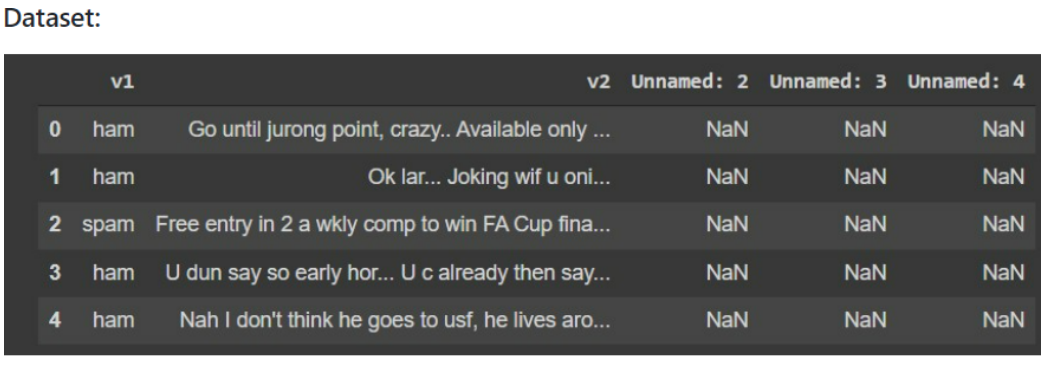 Dataset:
v1 v2 Unnamed: 2 Unnamed: 3 Unnamed: 4
0 ham Go until jurong point, crazy.. Available only ... NaN NaN NaN
1 ham Ok lar... Joking wif u oni... NaN NaN NaN
2 spam Free entry in 2 a wkly comp to win FA Cup fina... NaN NaN NaN
3 ham U dun say so early hor... U c already then say... NaN NaN NaN
4 ham Nah I don't think he goes to usf, he lives aro... NaN NaN NaN